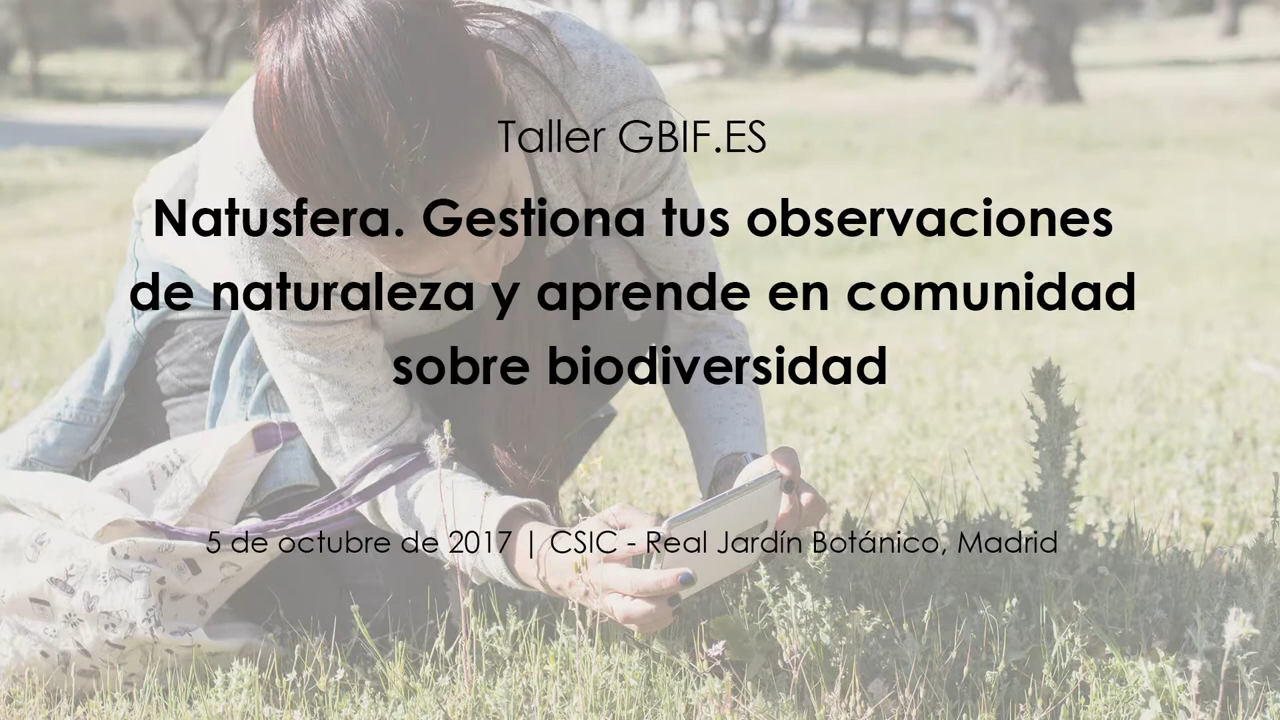 Taller GBIF.ES
Natusfera. Gestiona tus observaciones
de naturaleza y aprende en comunidad
sobre biodiversidad
5 de octubre de 2017 | CSIC - Real Jardín Botánico, Madrid